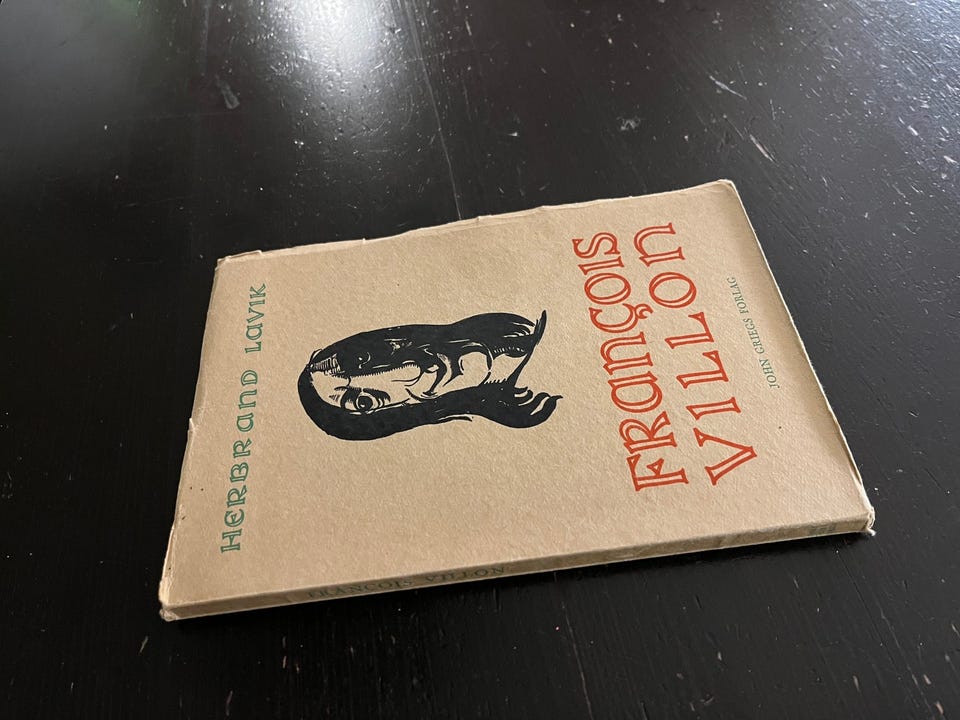 HERBRAND LAVIK
FRANÇOIS
VILLON
JOHN GRIEGS FORLAG
FRANÇOIS VILLON